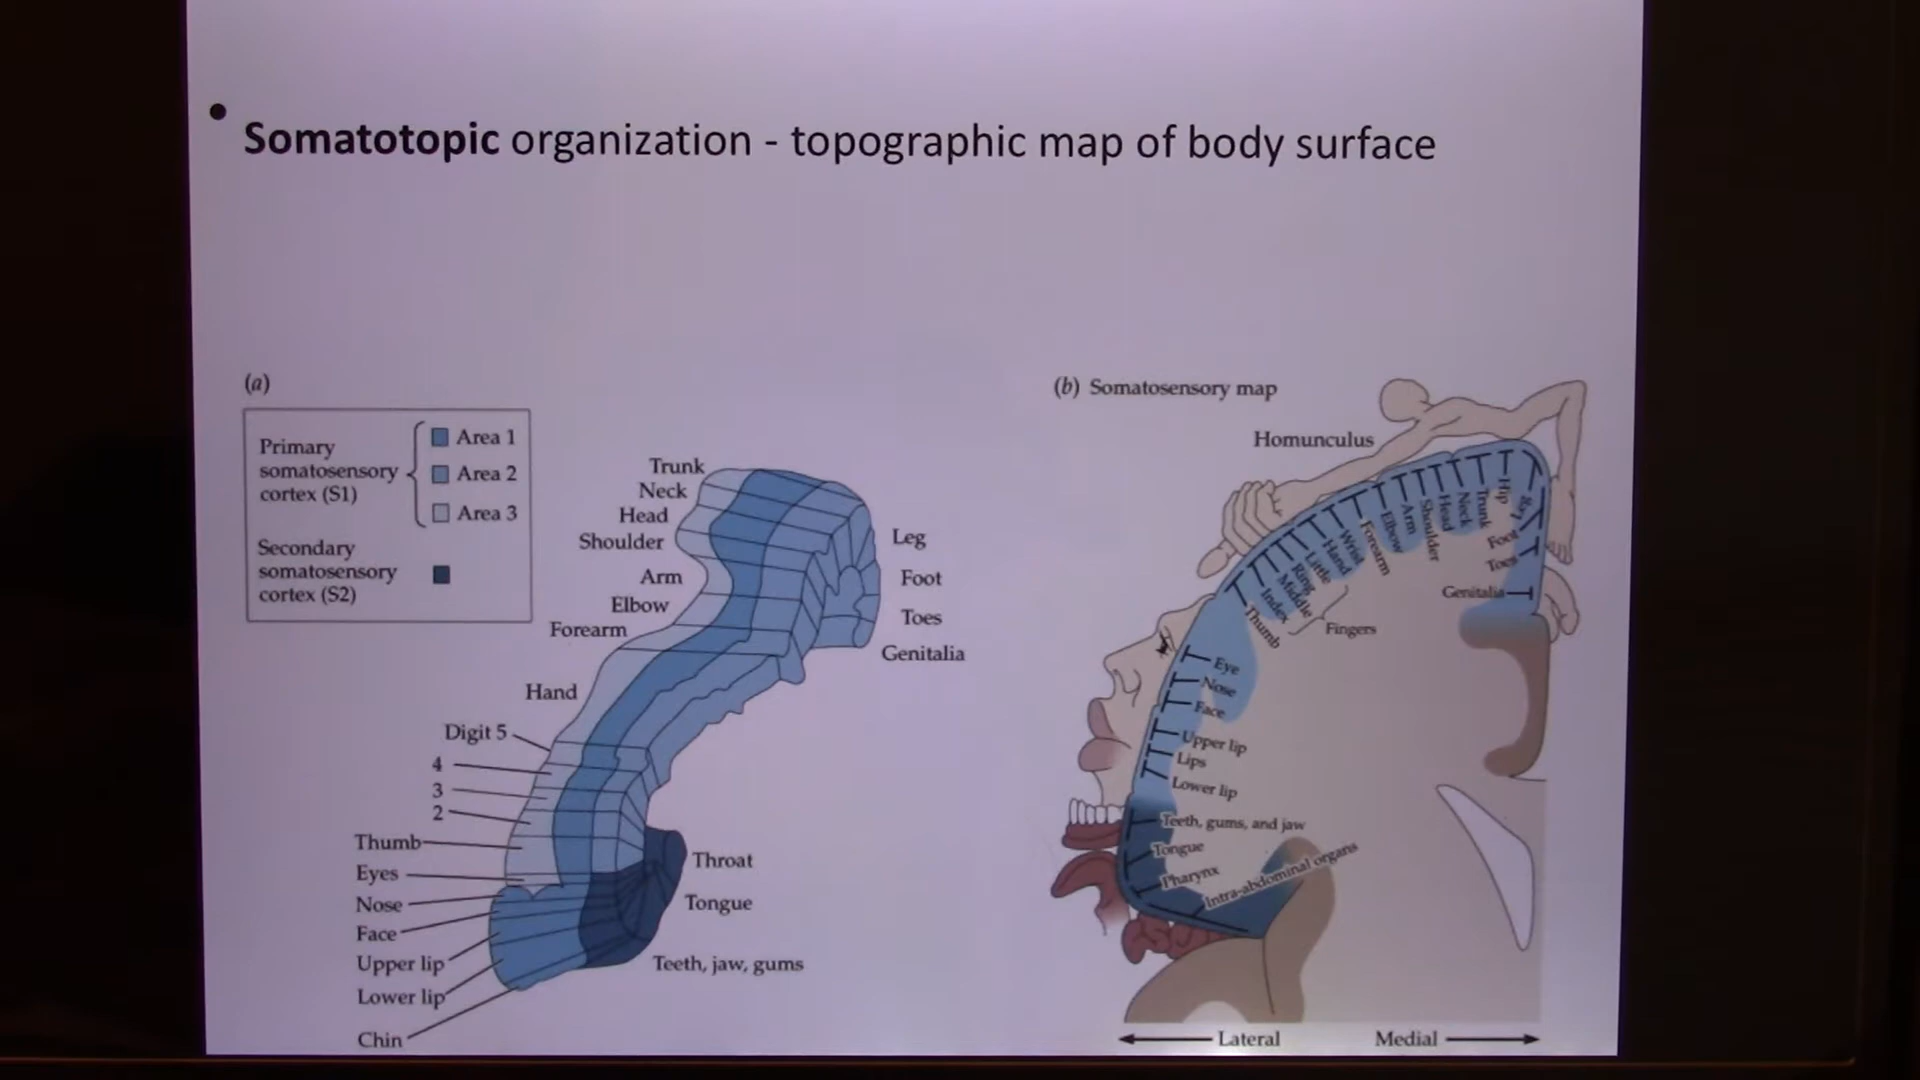 • Somatotopic organization - topographic map of body surface
(a)
Primary
somatosensory
cortex (S1)
Area 1
Area 2
Area 3
Secondary
somatosensory
cortex (S2)
Trunk
Neck
Head
Shoulder
Arm
Elbow
Forearm
Hand
Digit 5
4
3
2
Thumb
Eyes
Nose
Face
Upper lip
Lower lip
Chin
Leg
Foot
Toes
Genitalia
Throat
Tongue
Teeth, jaw, gums
(b) Somatosensory map
Homunculus
Leg
Hip
Trunk
Neck
Head
Shoulder
Arm
Elbow
Forearm
Wrist
Hand
Little
Ring
Middle
Index
Thumb
Fingers
Foot
Toes
Genitalia
Eye
Nose
Face
Upper lip
Lips
Lower lip
Teeth, gums, and jaw
Tongue
Pharynx
Intra-abdominal organs
Lateral
Medial